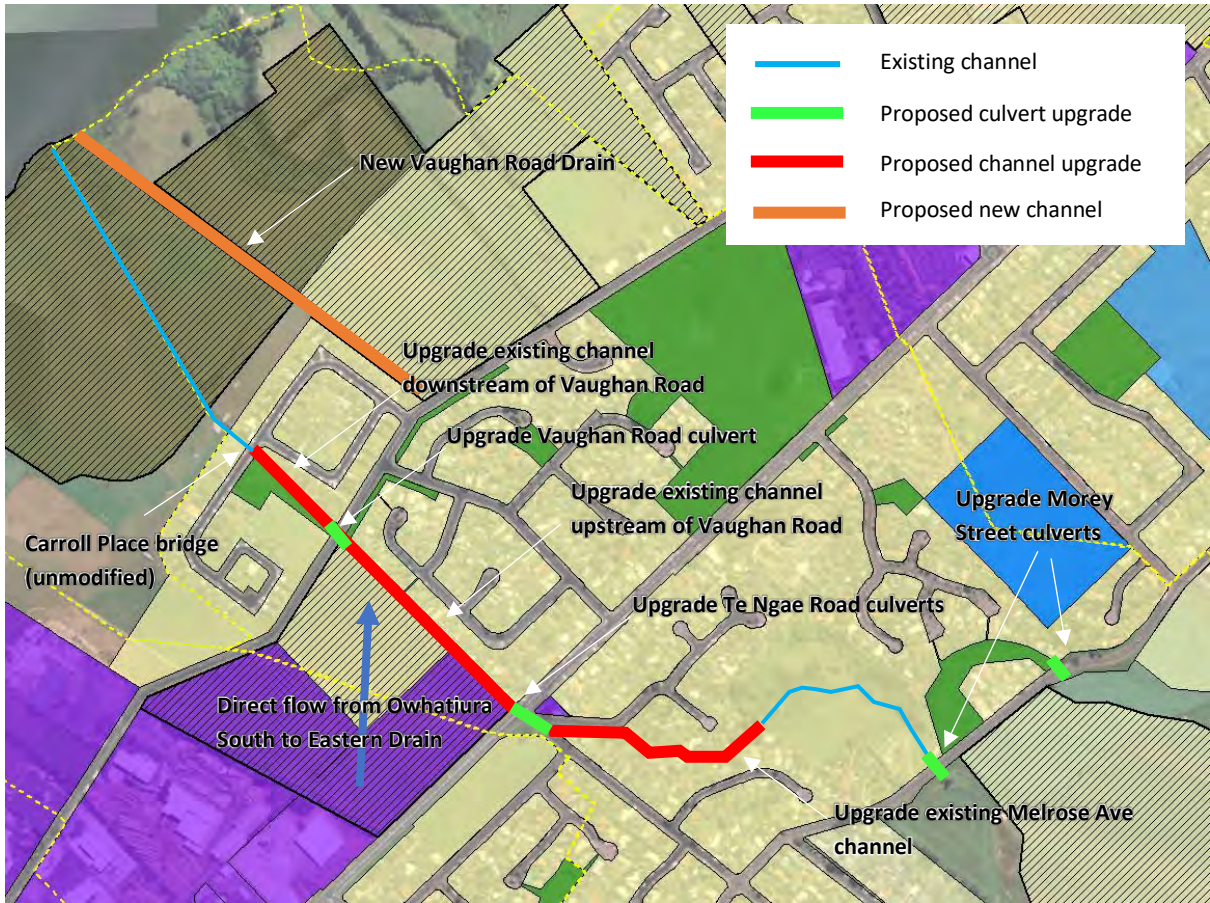 Existing channel
Proposed culvert upgrade
Proposed channel upgrade
Proposed new channel
New Vaughan Road Drain
Upgrade existing channel
downstream of Vaughan Road
Upgrade Vaughan Road culvert
Upgrade existing channel
upstream of Vaughan Road
Upgrade Morey
Street culverts
Carroll Place bridge
(unmodified)
Upgrade Te Ngae Road culverts
Direct flow from Owhatiura
South to Eastern Drain
Upgrade existing Melrose Ave
channel